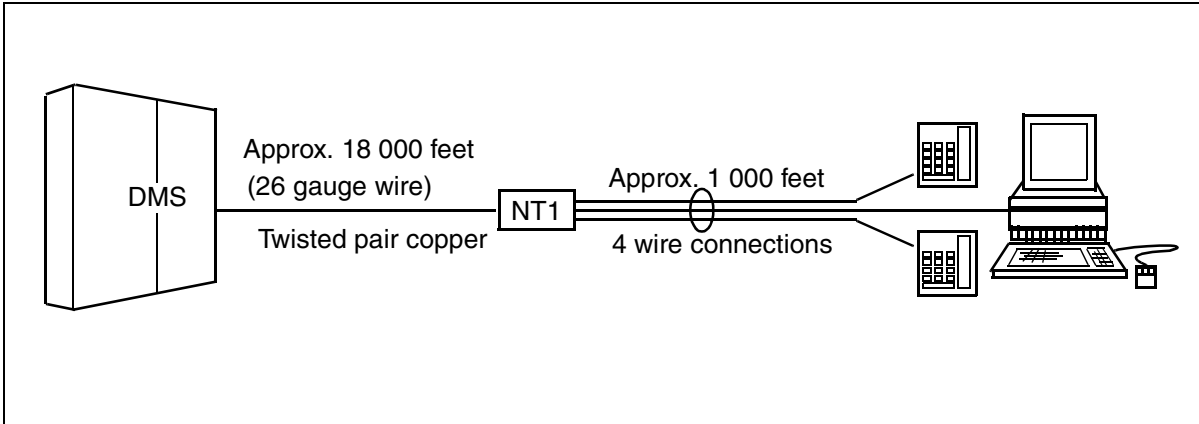 DMS
Approx. 18 000 feet
(26 gauge wire)
Twisted pair copper
NT1
Approx. 1 000 feet
4 wire connections